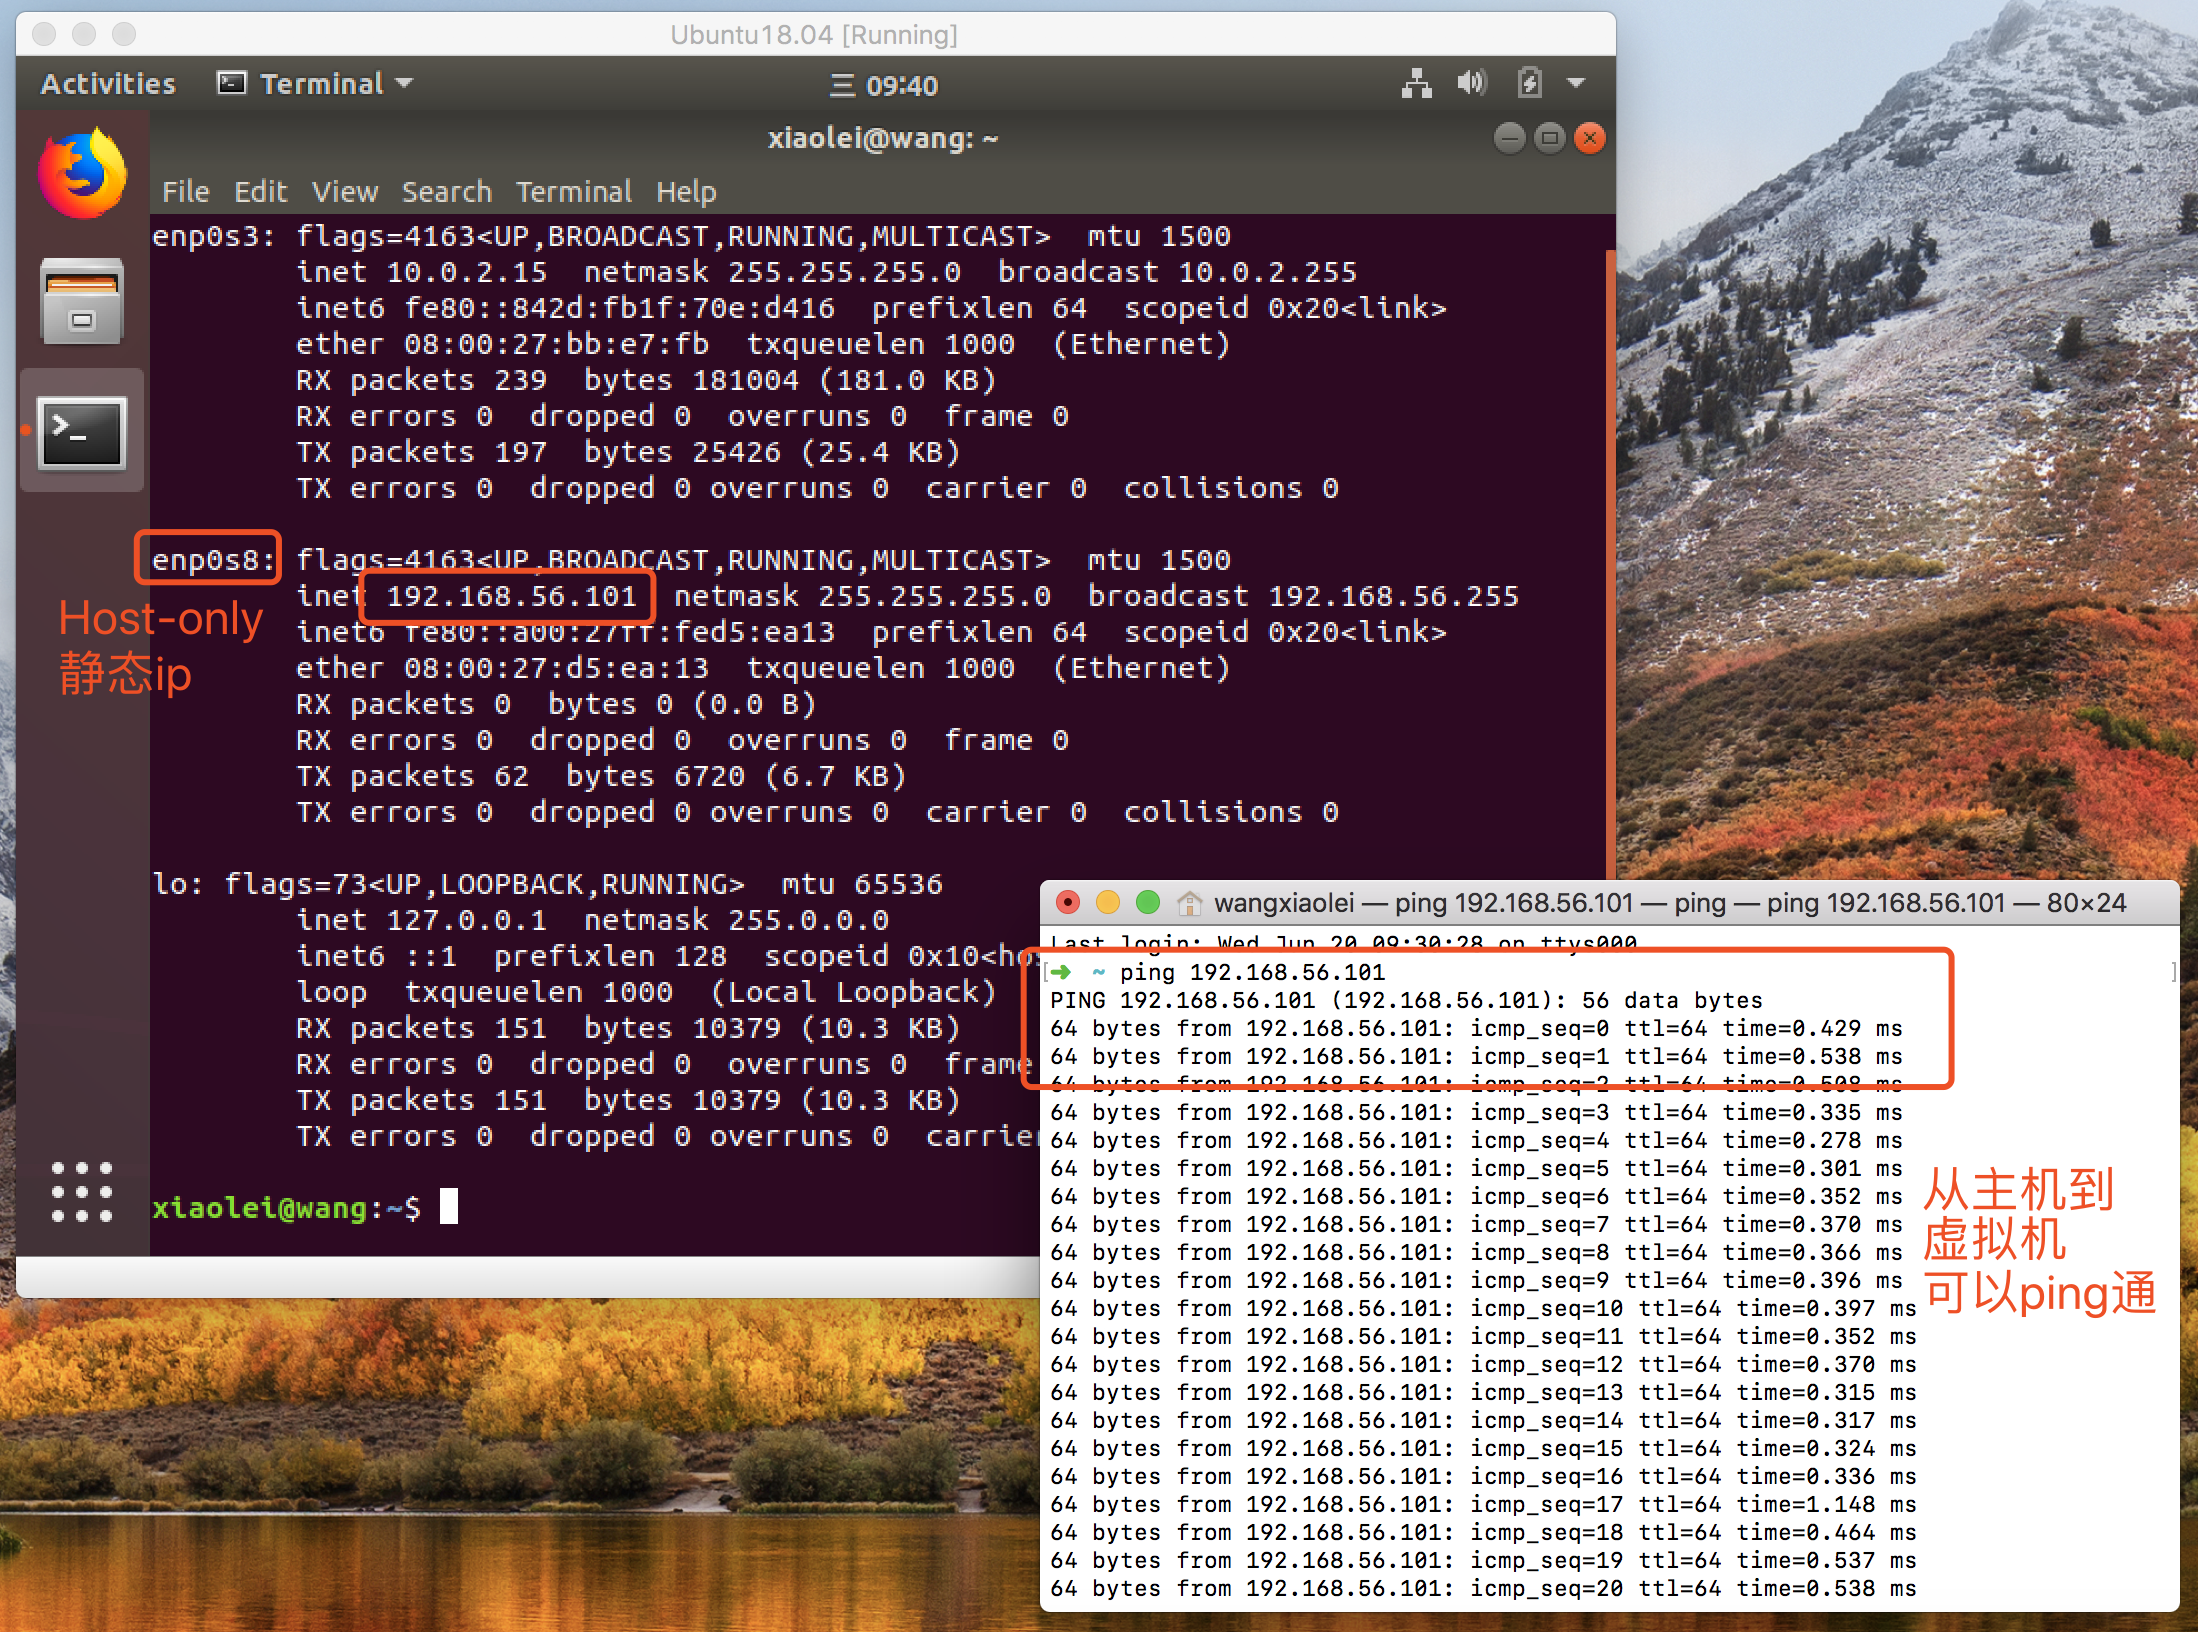 Ubuntu18.04 [Running]
Activities Terminal 三 09:40
xiaolei@wang: ~
File Edit View Search Terminal Help
enp0s3: flags=4163<UP,BROADCAST,RUNNING,MULTICAST>  mtu 1500
inet 10.0.2.15  netmask 255.255.255.0  broadcast 10.0.2.255
inet6 fe80::842d:fb1f:70e:d416  prefixlen 64  scopeid 0x20<link>
ether 08:00:27:bb:e7:fb  txqueuelen 1000  (Ethernet)
RX packets 239  bytes 181004 (181.0 KB)
RX errors 0  dropped 0  overruns 0  frame 0
TX packets 197  bytes 25426 (25.4 KB)
TX errors 0  dropped 0 overruns 0  carrier 0  collisions 0
enp0s8: flags=4163<UP,BROADCAST,RUNNING,MULTICAST>  mtu 1500
inet 192.168.56.101  netmask 255.255.255.0  broadcast 192.168.56.255
inet6 fe80::a00:27ff:fed5:ea13  prefixlen 64  scopeid 0x20<link>
ether 08:00:27:d5:ea:13  txqueuelen 1000  (Ethernet)
RX packets 0  bytes 0 (0.0 B)
RX errors 0  dropped 0  overruns 0  frame 0
TX packets 62  bytes 6720 (6.7 KB)
TX errors 0  dropped 0 overruns 0  carrier 0  collisions 0
Host-only
静态ip
lo: flags=73<UP,LOOPBACK,RUNNING>  mtu 65536
inet 127.0.0.1  netmask 255.0.0.0
inet6 ::1  prefixlen 128  scopeid 0x10<ho
loop  txqueuelen 1000  (Local Loopback)
RX packets 151  bytes 10379 (10.3 KB)
RX errors 0  dropped 0  overruns 0  frame
TX packets 151  bytes 10379 (10.3 KB)
TX errors 0  dropped 0 overruns 0  carrier
xiaolei@wang:~$
wangxiaolei — ping 192.168.56.101 — ping — ping 192.168.56.101 — 80×24
Last login: Wed Jun 20 09:30:28 on ttys000
[➜  ~ ping 192.168.56.101 ]
PING 192.168.56.101 (192.168.56.101): 56 data bytes
64 bytes from 192.168.56.101: icmp_seq=0 ttl=64 time=0.429 ms
64 bytes from 192.168.56.101: icmp_seq=1 ttl=64 time=0.538 ms
64 bytes from 192.168.56.101: icmp_seq=2 ttl=64 time=0.508 ms
64 bytes from 192.168.56.101: icmp_seq=3 ttl=64 time=0.335 ms
64 bytes from 192.168.56.101: icmp_seq=4 ttl=64 time=0.278 ms
64 bytes from 192.168.56.101: icmp_seq=5 ttl=64 time=0.301 ms
64 bytes from 192.168.56.101: icmp_seq=6 ttl=64 time=0.352 ms
64 bytes from 192.168.56.101: icmp_seq=7 ttl=64 time=0.370 ms
64 bytes from 192.168.56.101: icmp_seq=8 ttl=64 time=0.366 ms
64 bytes from 192.168.56.101: icmp_seq=9 ttl=64 time=0.396 ms
64 bytes from 192.168.56.101: icmp_seq=10 ttl=64 time=0.397 ms
64 bytes from 192.168.56.101: icmp_seq=11 ttl=64 time=0.352 ms
64 bytes from 192.168.56.101: icmp_seq=12 ttl=64 time=0.370 ms
64 bytes from 192.168.56.101: icmp_seq=13 ttl=64 time=0.315 ms
64 bytes from 192.168.56.101: icmp_seq=14 ttl=64 time=0.317 ms
64 bytes from 192.168.56.101: icmp_seq=15 ttl=64 time=0.324 ms
64 bytes from 192.168.56.101: icmp_seq=16 ttl=64 time=0.336 ms
64 bytes from 192.168.56.101: icmp_seq=17 ttl=64 time=1.148 ms
64 bytes from 192.168.56.101: icmp_seq=18 ttl=64 time=0.464 ms
64 bytes from 192.168.56.101: icmp_seq=19 ttl=64 time=0.537 ms
64 bytes from 192.168.56.101: icmp_seq=20 ttl=64 time=0.538 ms
从主机到
虚拟机
可以ping通